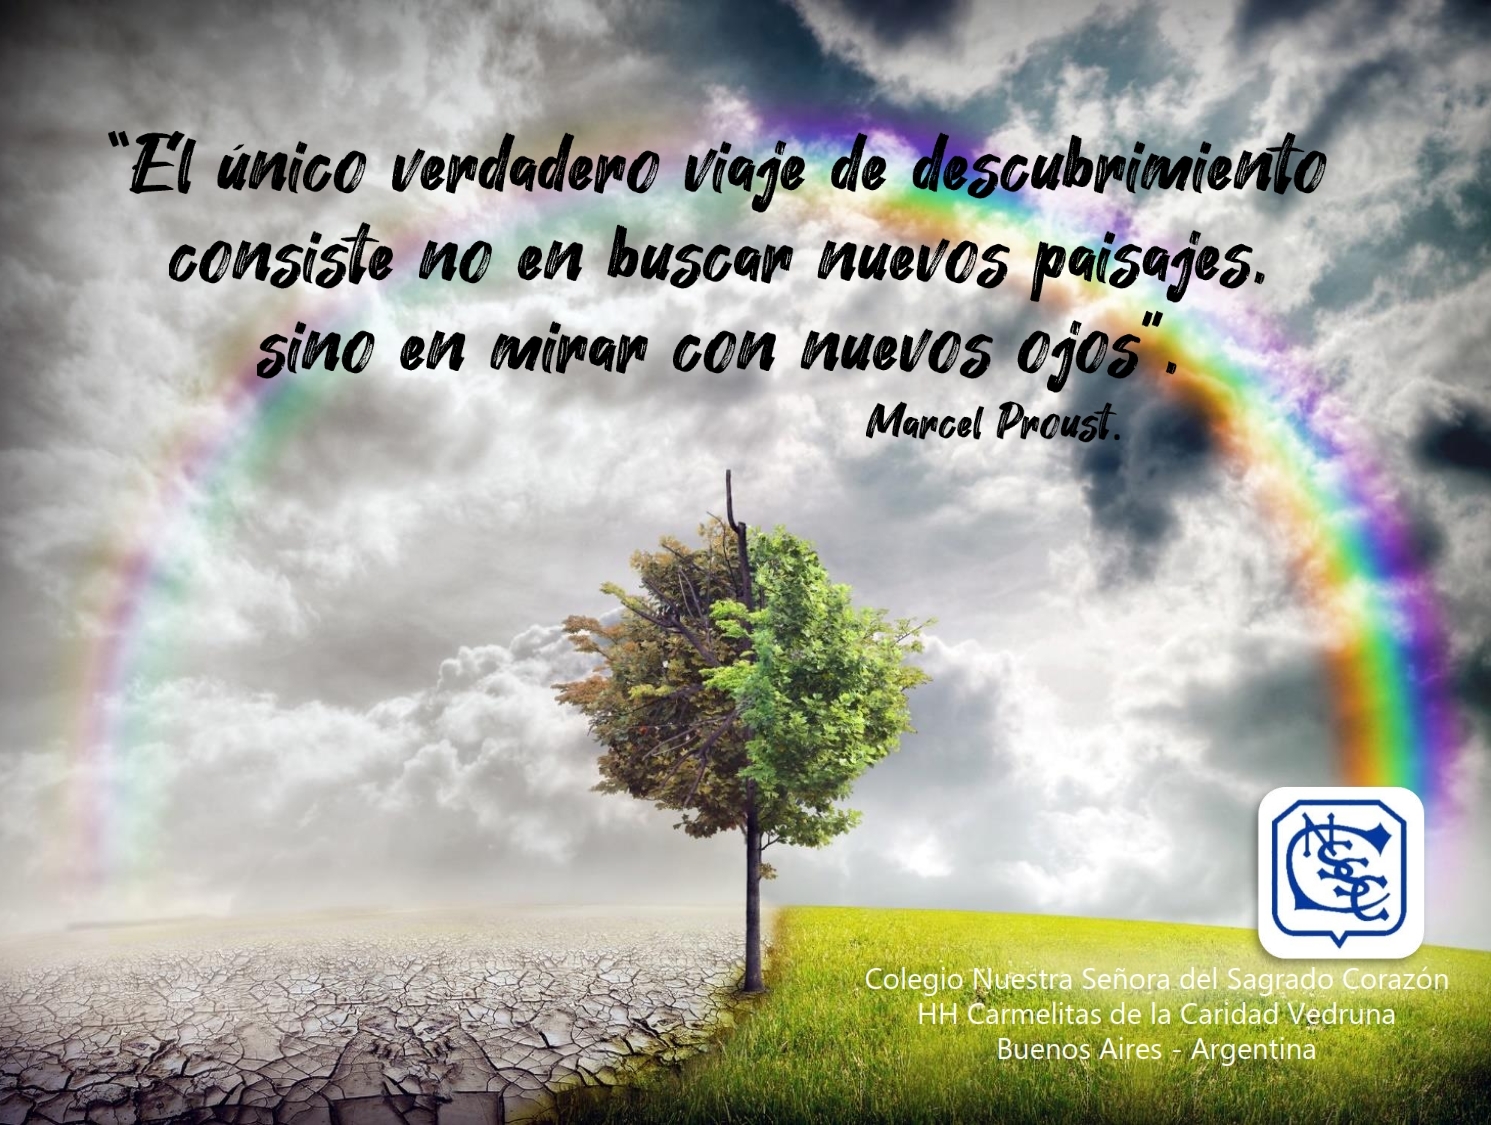 "El único verdadero viaje de descubrimiento
consiste no en buscar nuevos paisajes.
sino en mirar con nuevos ojos".
Marcel Proust.
NSSC
Colegio Nuestra Señora del Sagrado Corazón
HH Carmelitas de la Caridad Vedruna
Buenos Aires - Argentina